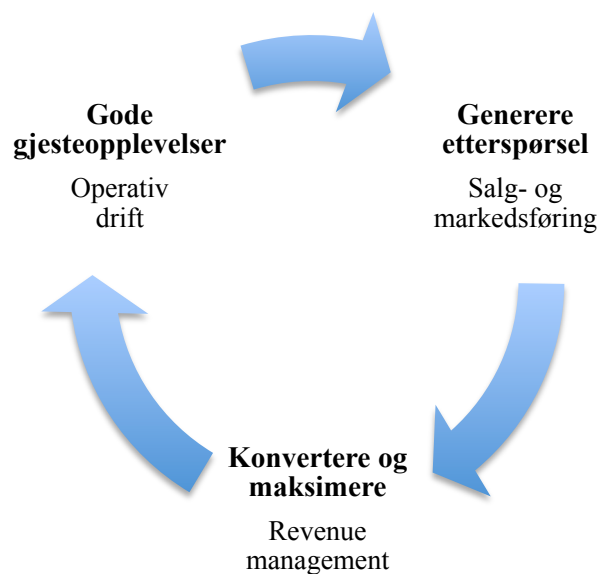 Gode
gjesteopplevelser
Operativ
drift
Generere
etterspørsel
Salg- og
markedsføring
Konvertere og
maksimere
Revenue
management